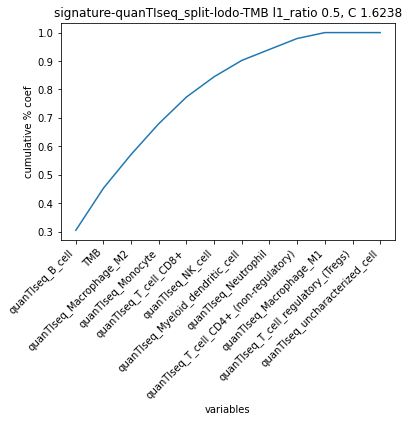 signature-quanTIseq_split-lodo-TMB l1_ratio 0.5, C 1.6238
cumulative % coef
1.0
0.9
0.8
0.7
0.6
0.5
0.4
0.3
quanTIseq_B_cell
TMB
quanTIseq_Macrophage_M2
quanTIseq_Monocyte
quanTIseq_T_cell_CD8+
quanTIseq_NK_cell
quanTIseq_Myeloid_dendritic_cell
quanTIseq_Neutrophil
quanTIseq_T_cell_CD4+_(non-regulatory)
quanTIseq_Macrophage_M1
quanTIseq_T_cell_regulatory_(Tregs)
quanTIseq_uncharacterized_cell
variables